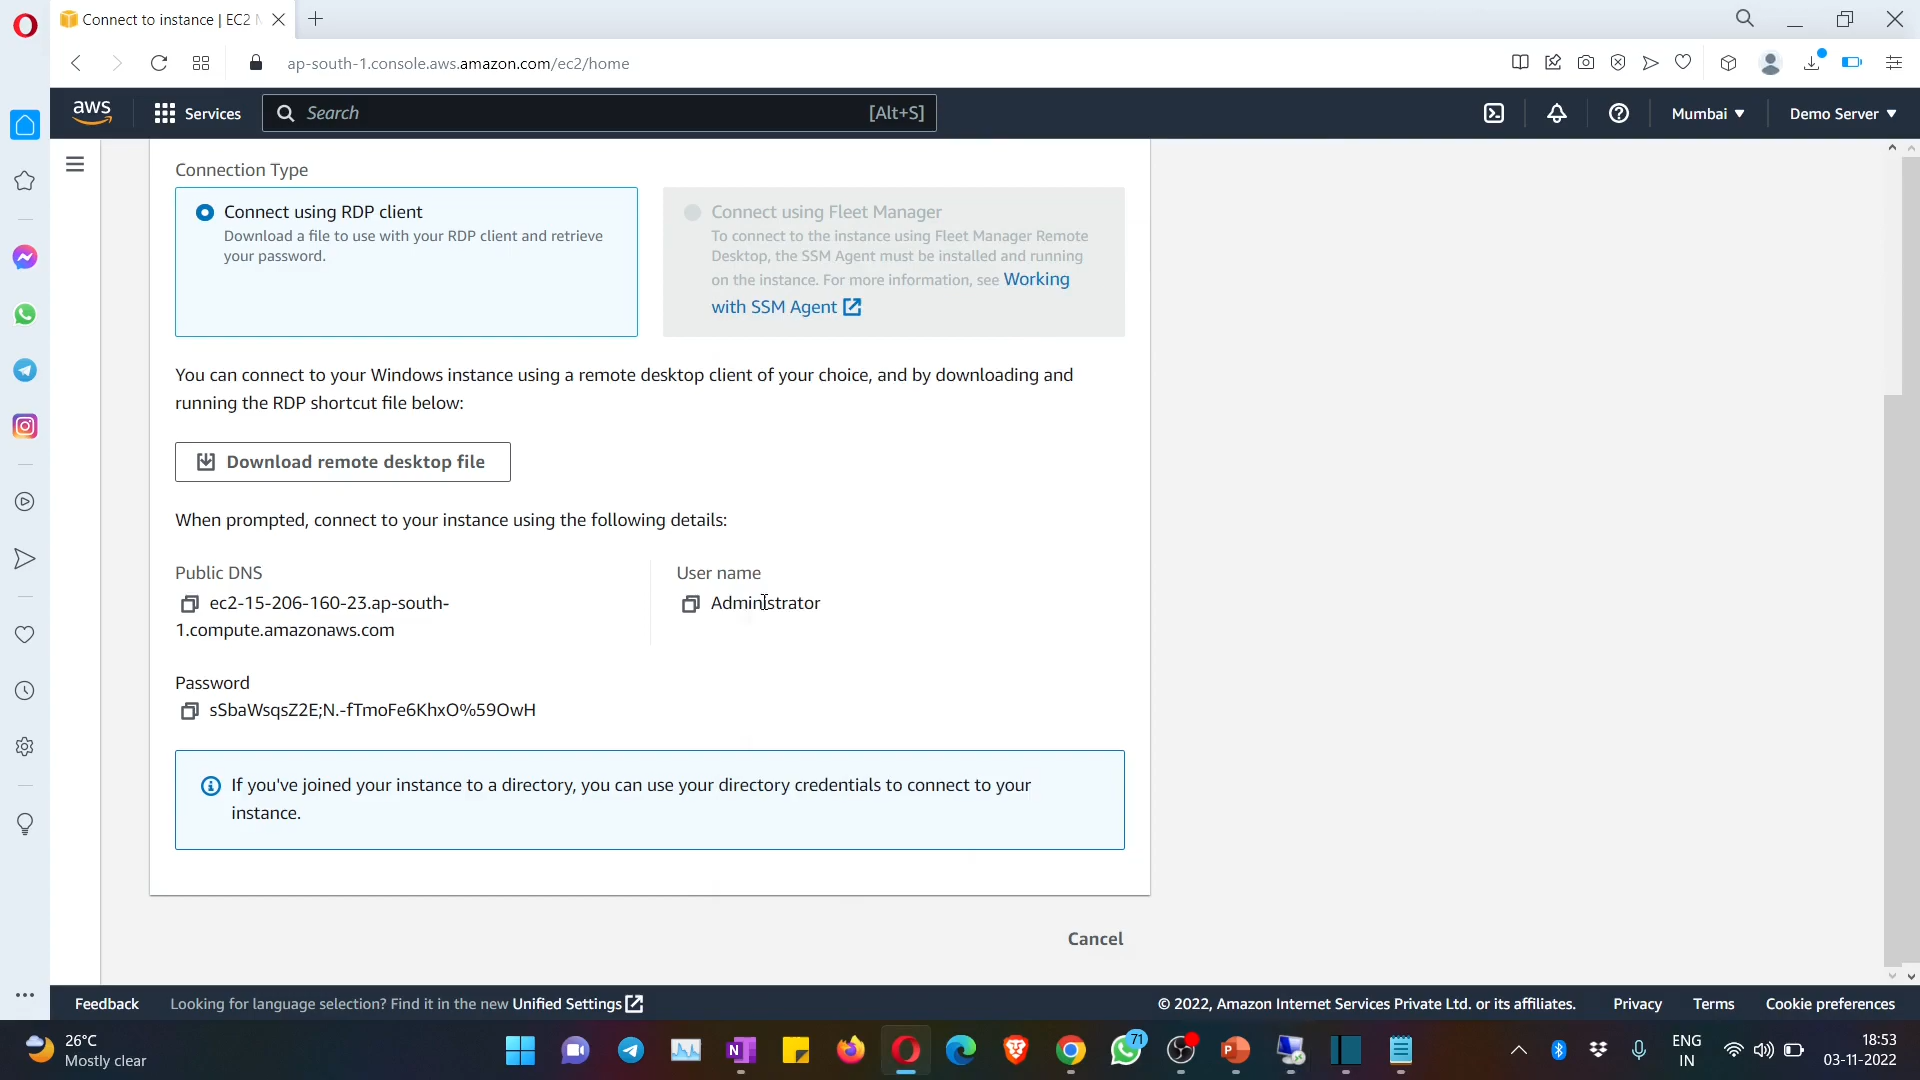 Connect to instance | EC2 M
ap-south-1.console.aws.amazon.com/ec2/home
aws
Services
Search
[Alt+S]
Mumbai
Demo Server
Connection Type
Connect using RDP client
Download a file to use with your RDP client and retrieve
your password.
Connect using Fleet Manager
To connect to the instance using Fleet Manager Remote
Desktop, the SSM Agent must be installed and running
on the instance. For more information, see Working
with SSM Agent
You can connect to your Windows instance using a remote desktop client of your choice, and by downloading and
running the RDP shortcut file below:
Download remote desktop file
When prompted, connect to your instance using the following details:
Public DNS
ec2-15-206-160-23.ap-south-
1.compute.amazonaws.com
User name
Administrator
Password
sSbaWsqsZ2E;N.-fTmoFe6KhxO%59OwH
If you've joined your instance to a directory, you can use your directory credentials to connect to your
instance.
Cancel
Feedback
Looking for language selection? Find it in the new Unified Settings
© 2022, Amazon Internet Services Private Ltd. or its affiliates.
Privacy
Terms
Cookie preferences
26°C
Mostly clear
71
ENG
IN
18:53
03-11-2022